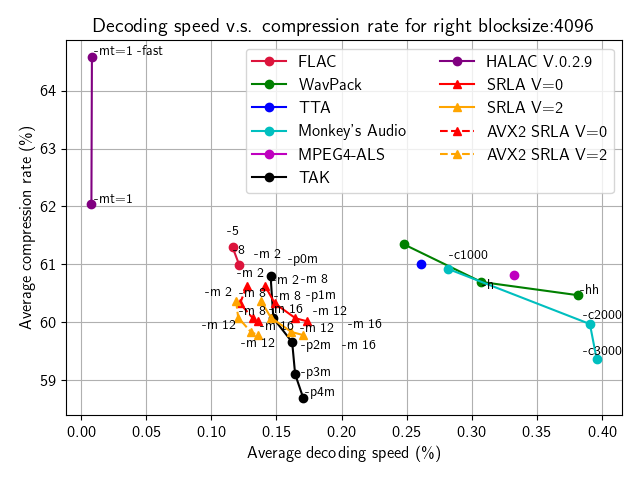 Decoding speed v.s. compression rate for right blocksize:4096
FLAC
WavPack
TTA
Monkey's Audio
MPEG4-ALS
TAK
HALAC V.0.2.9
SRLA V=0
SRLA V=2
AVX2 SRLA V=0
AVX2 SRLA V=2
-mt=1 -fast
-mt=1
-5
-8
-m 2
-p0m
-c1000
-m 2
-m 2
-m 8
-h
-hh
-m 2
-m 8
-m 8
-p1m
-m 8
-m 16
-m 12
-c2000
-m 12
-m 16
-m 12
-m 16
-m 12
-p2m
-m 16
-c3000
-p3m
-p4m
64
63
62
61
60
59
Average compression rate (%)
0.00
0.05
0.10
0.15
0.20
0.25
0.30
0.35
0.40
Average decoding speed (%)